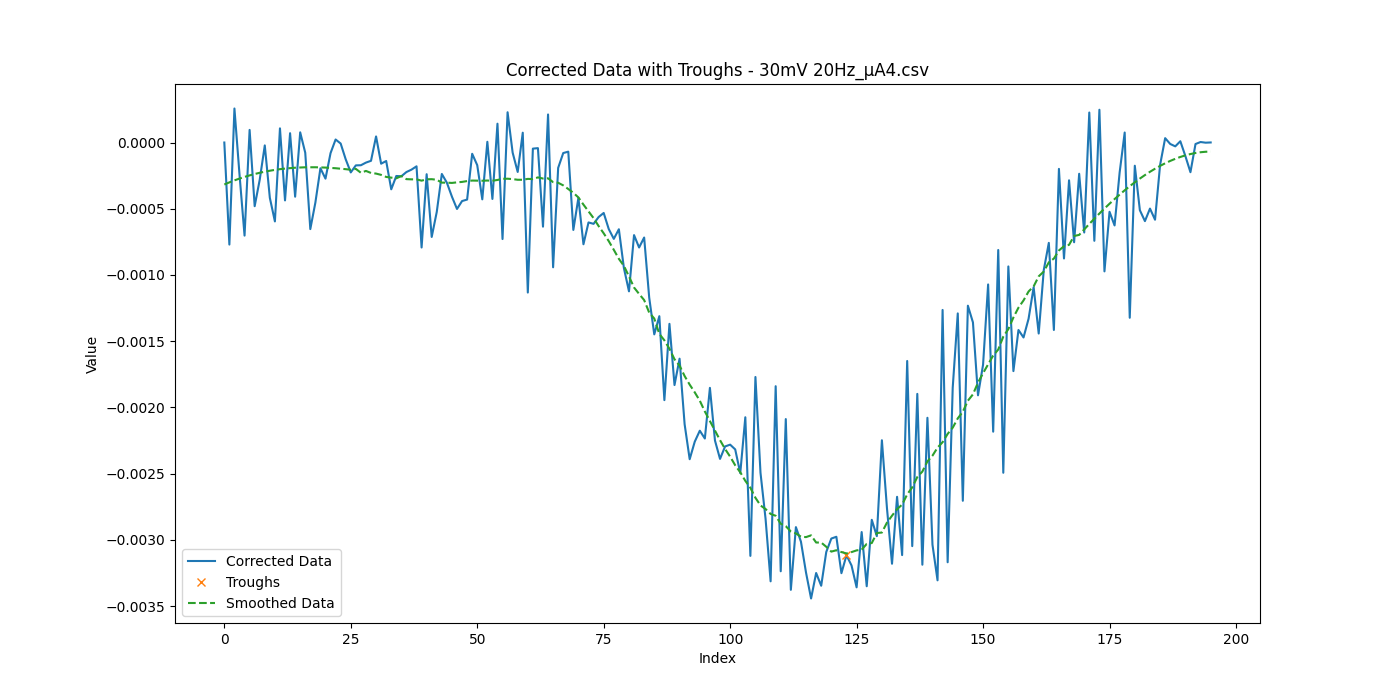 Corrected Data with Troughs - 30mV 20Hz_µA4.csv
0.0000
−0.0005
−0.0010
−0.0015
−0.0020
−0.0025
−0.0030
−0.0035
Value
Corrected Data
Troughs
Smoothed Data
0 25 50 75 100 125 150 175 200
Index